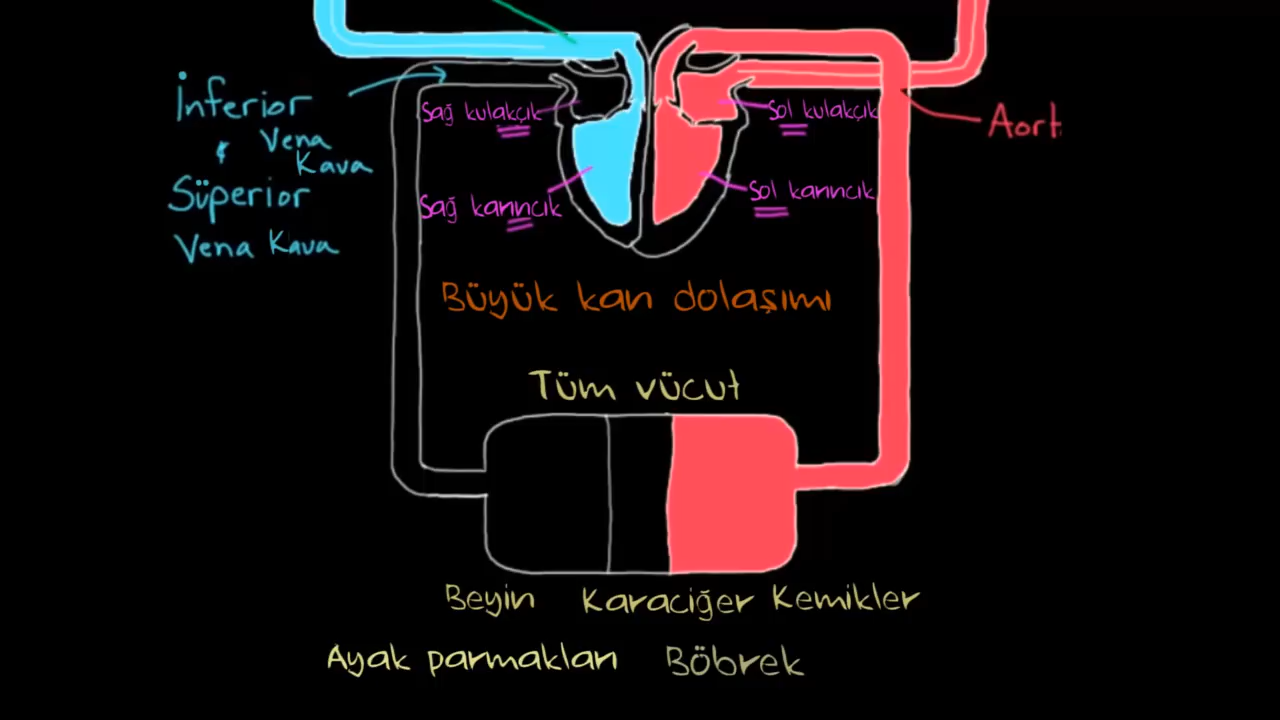 İnferior
& Vena
Kava
Süperior
Vena Kava
Sağ kulakçık
Sol kulakçık
Aort
Sağ karıncık
Sol karıncık
Büyük kan dolaşımı
Tüm vücut
Beyin Karaciğer Kemikler
Ayak parmakları Böbrek